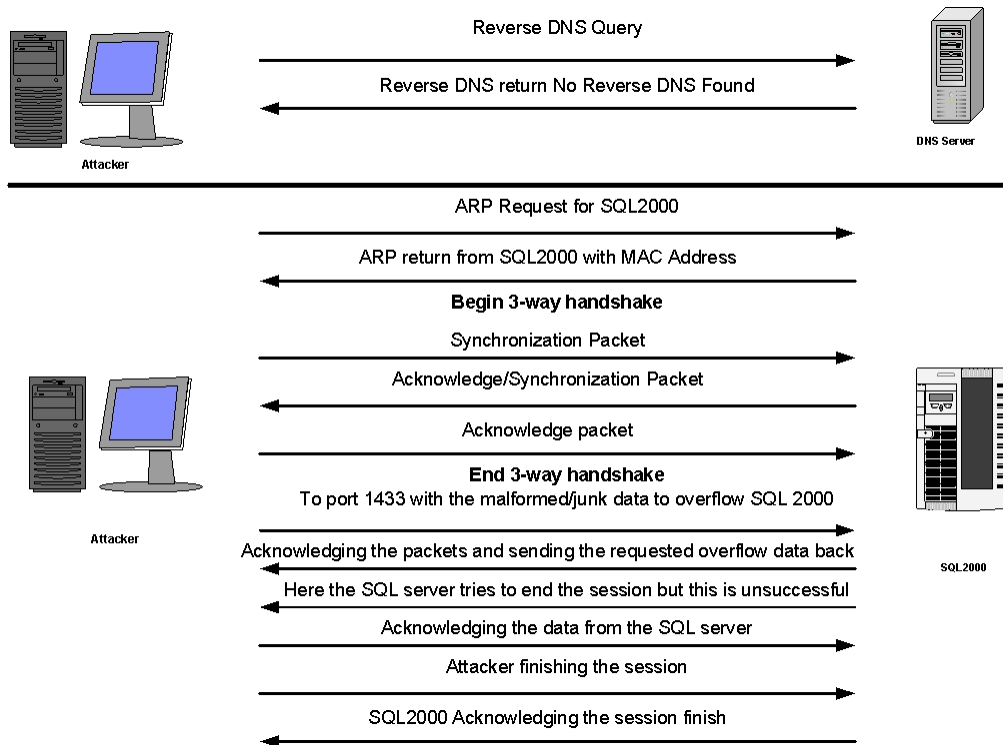 Reverse DNS Query
Reverse DNS return No Reverse DNS Found
Attacker
DNS Server
ARP Request for SQL2000
ARP return from SQL2000 with MAC Address
Begin 3-way handshake
Synchronization Packet
Acknowledge/Synchronization Packet
Acknowledge packet
End 3-way handshake
To port 1433 with the malformed/junk data to overflow SQL 2000
Attacker
Acknowledging the packets and sending the requested overflow data back
SQL2000
Here the SQL server tries to end the session but this is unsuccessful
Acknowledging the data from the SQL server
Attacker finishing the session
SQL2000 Acknowledging the session finish